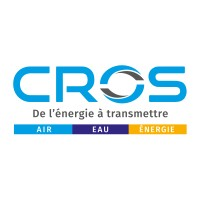 CROS
De l'énergie à transmettre
AIR EAU ÉNERGIE